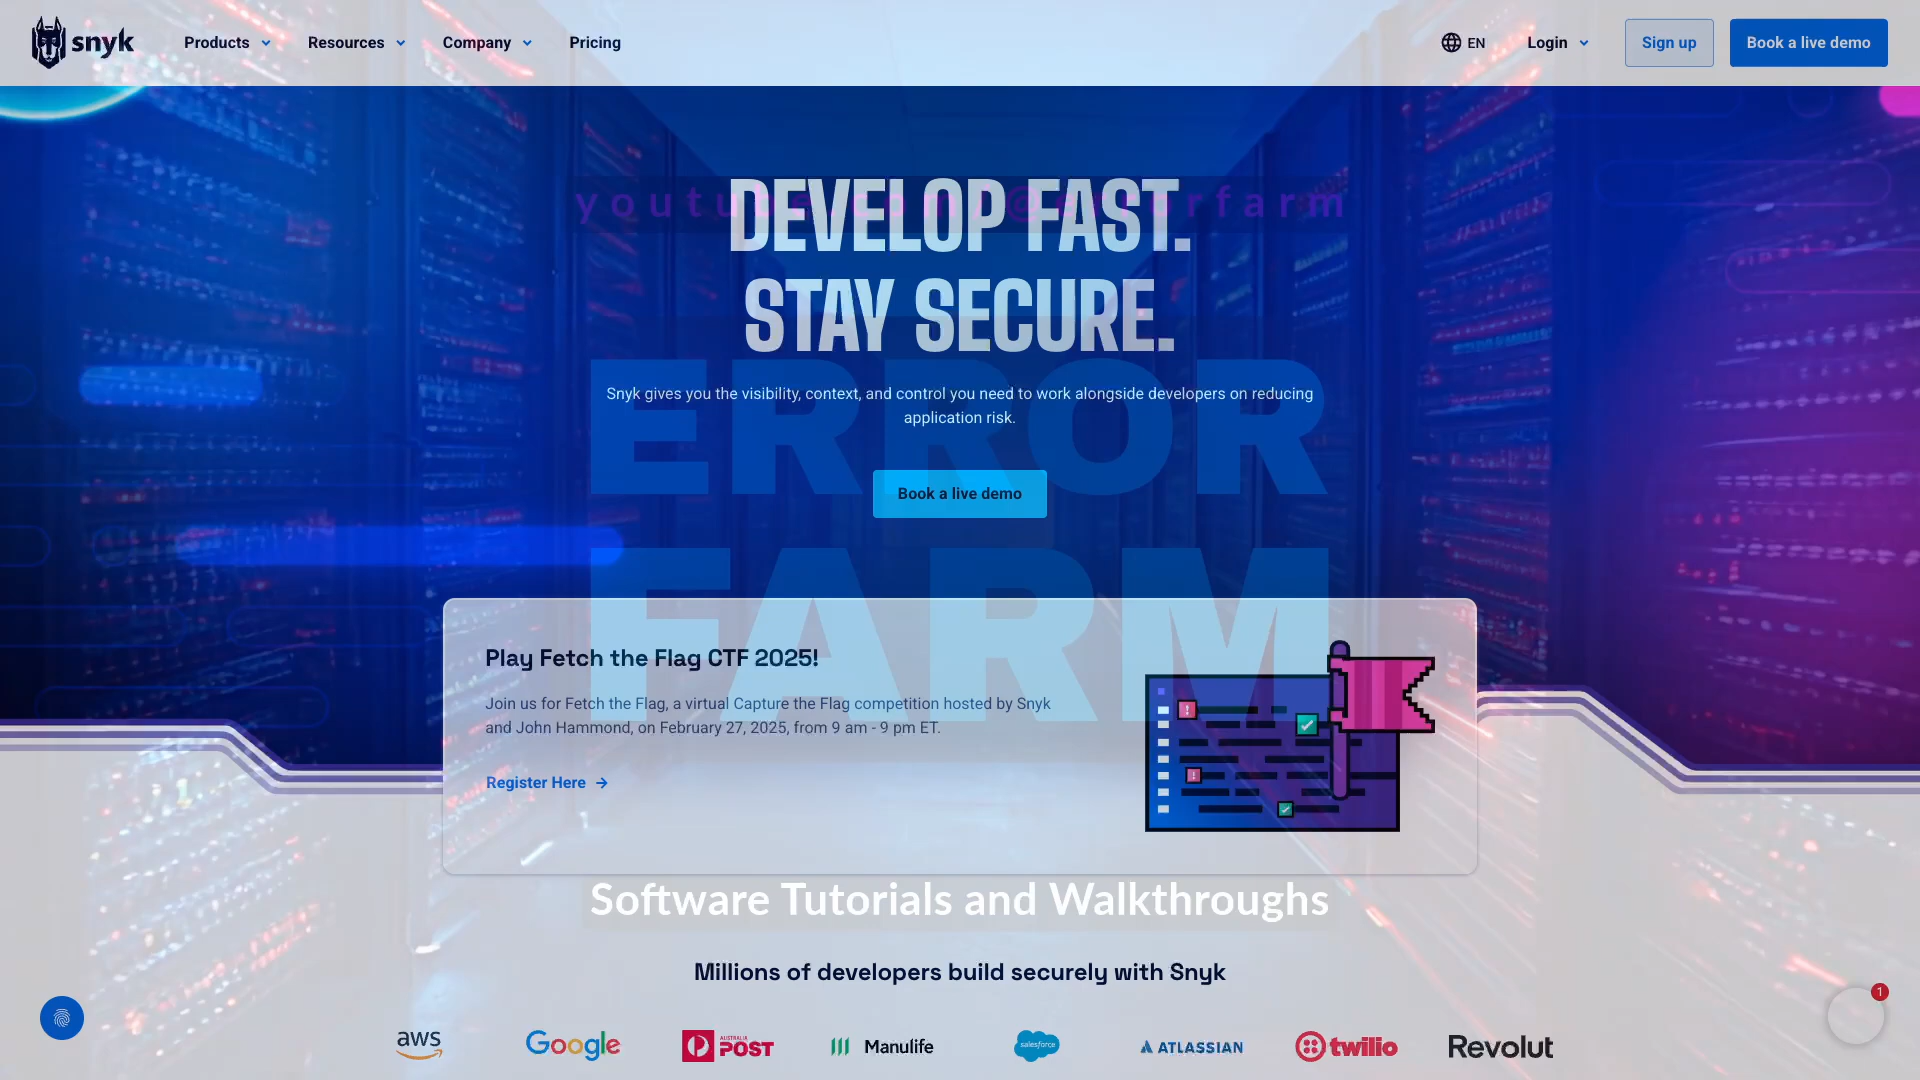 snyk
Products
Resources
Company
Pricing
EN
Login
Sign up
Book a live demo
DEVELOP FAST.
youtube.com/@errorfarm
STAY SECURE.
ERROR
Snyk gives you the visibility, context, and control you need to work alongside developers on reducing
application risk.
Book a live demo
FARM
Play Fetch the Flag CTF 2025!
Join us for Fetch the Flag, a virtual Capture the Flag competition hosted by Snyk
and John Hammond, on February 27, 2025, from 9 am - 9 pm ET.
Register Here
Software Tutorials and Walkthroughs
Millions of developers build securely with Snyk
1
aws
Google
AUSTRALIA
POST
Manulife
salesforce
ATLASSIAN
twilio
Revolut